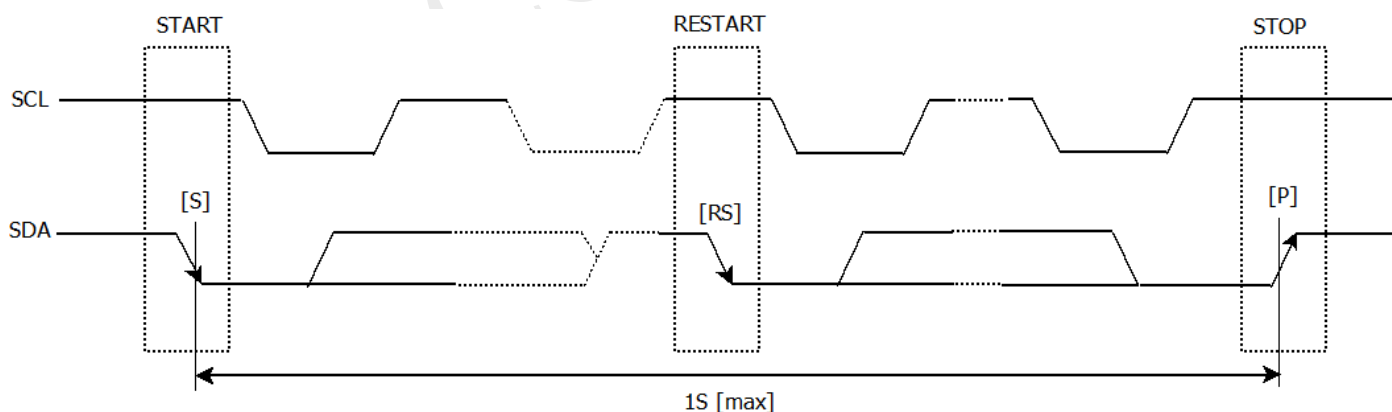 START RESTART STOP
SCL
[S] [RS] [P]
SDA
1S [max]